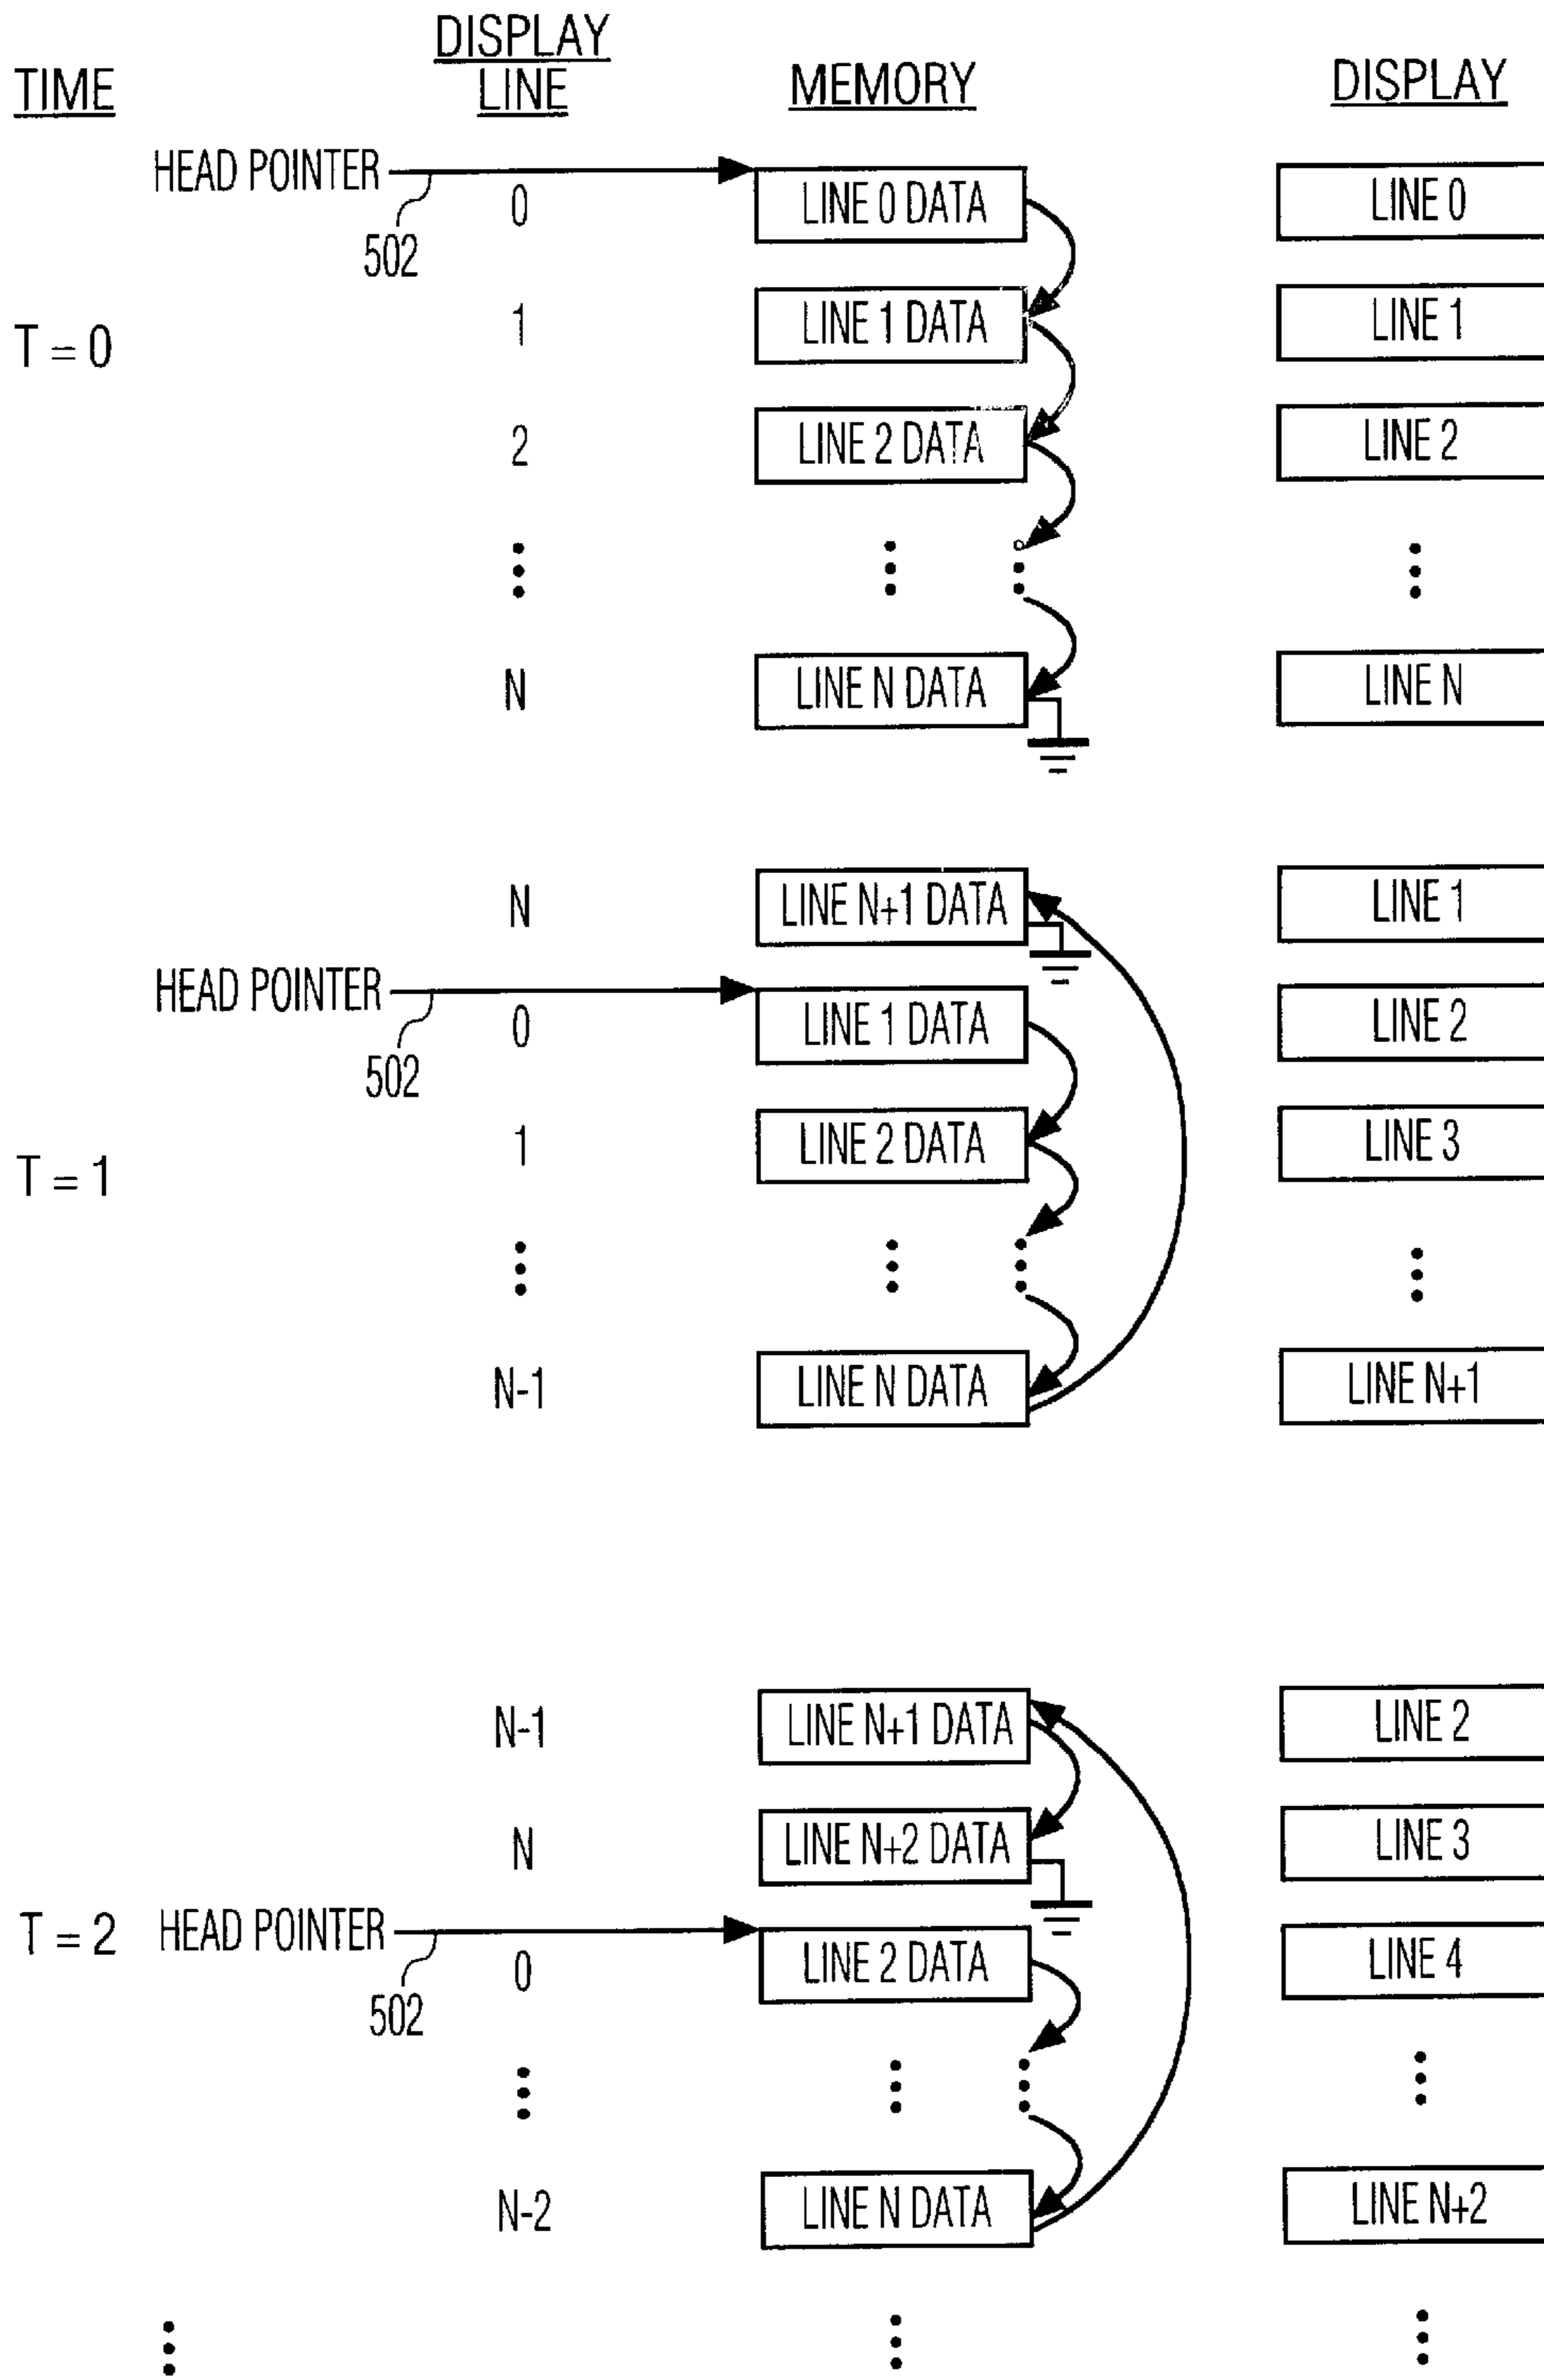 TIME DISPLAY LINE MEMORY DISPLAY
HEAD POINTER 502 0 LINE 0 DATA LINE 0
T = 0 1 LINE 1 DATA LINE 1
2 LINE 2 DATA LINE 2
N LINE N DATA LINE N
N LINE N+1 DATA LINE 1
HEAD POINTER 502 0 LINE 1 DATA LINE 2
T = 1 1 LINE 2 DATA LINE 3
N-1 LINE N DATA LINE N+1
N-1 LINE N+1 DATA LINE 2
N LINE N+2 DATA LINE 3
T = 2 HEAD POINTER 502 0 LINE 2 DATA LINE 4
N-2 LINE N DATA LINE N+2